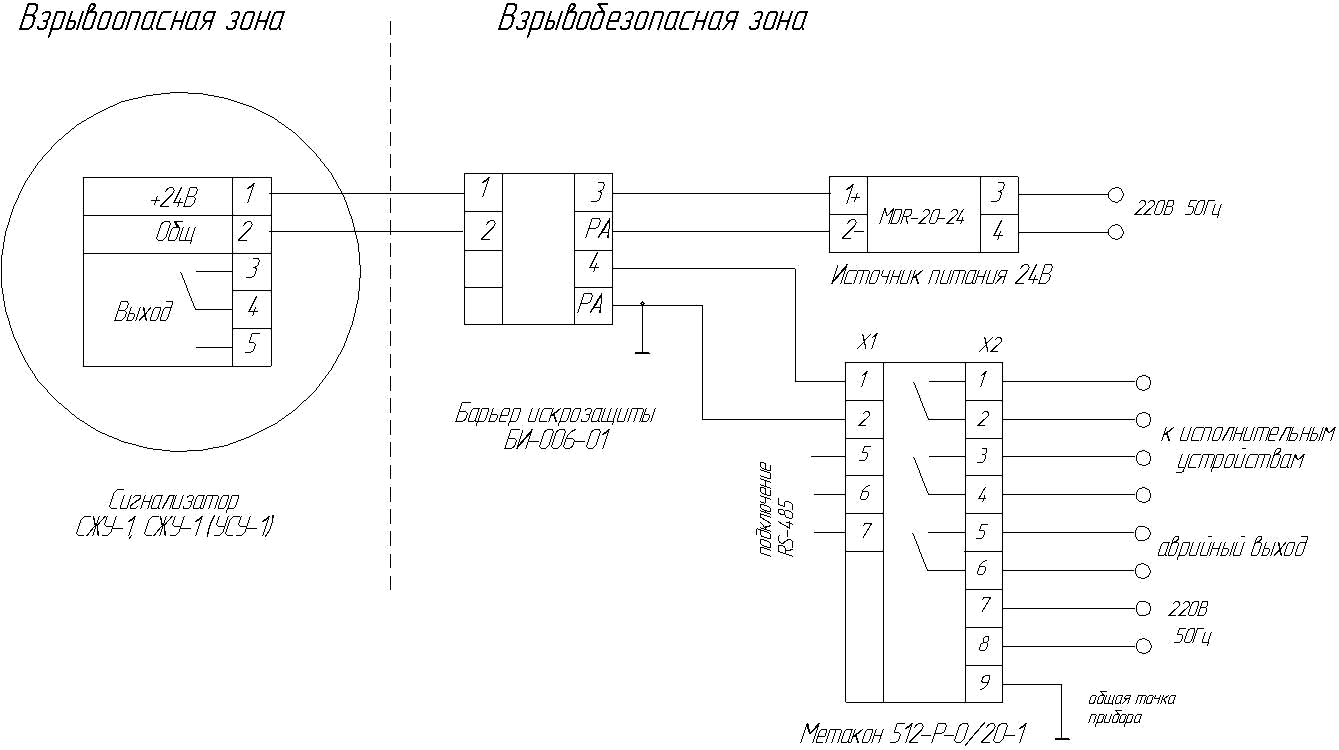 Взрывоопасная зона
Взрывобезопасная зона
+24В 1
Общ 2
3
Выход 4
5
Сигнализатор
СЖУ-1, СЖУ-1 (УСУ-1)
1 3
2 РА
4
РА
Барьер искрозащиты
БИ-006-01
1+ MDR-20-24 3
2- 4
220В 50Гц
Источник питания 24В
X1 X2
1 1
2 2
5 3
6 4
7 5
6
7
8
9
подключение
RS-485
к исполнительным
устройствам
аврийный выход
220В
50Гц
общая точка
прибора
Метакон 512-Р-0/20-1